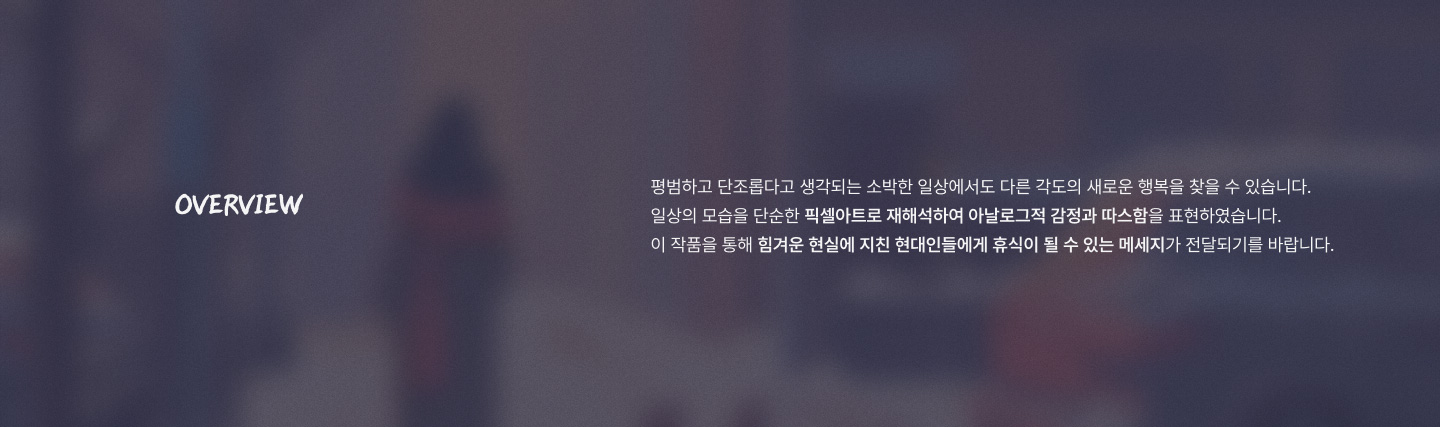 OVERVIEW
평범하고 단조롭다고 생각되는 소박한 일상에서도 다른 각도의 새로운 행복을 찾을 수 있습니다.
일상의 모습을 단순한 픽셀아트로 재해석하여 아날로그적 감정과 따스함을 표현하였습니다.
이 작품을 통해 힘겨운 현실에 지친 현대인들에게 휴식이 될 수 있는 메세지가 전달되기를 바랍니다.